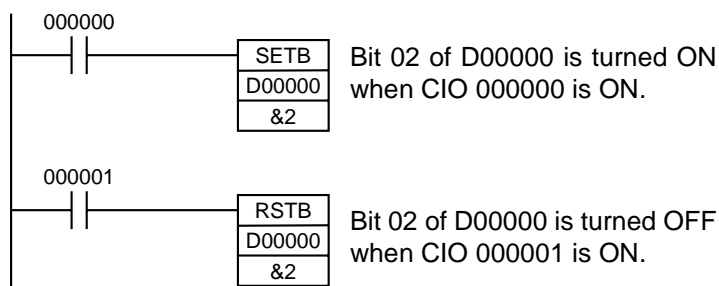 000000
SETB
D00000
&2
Bit 02 of D00000 is turned ON
when CIO 000000 is ON.
000001
RSTB
D00000
&2
Bit 02 of D00000 is turned OFF
when CIO 000001 is ON.